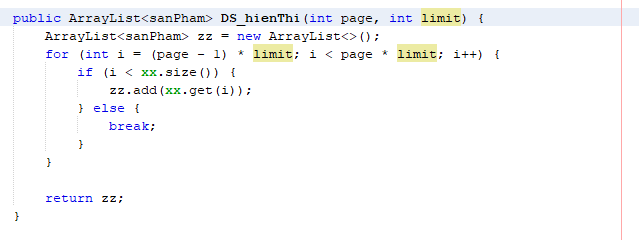 public ArrayList<sanPham> DS_hienThi(int page, int limit) {
    ArrayList<sanPham> zz = new ArrayList<>();
    for (int i = (page - 1) * limit; i < page * limit; i++) {
        if (i < xx.size()) {
            zz.add(xx.get(i));
        } else {
            break;
        }
    }

    return zz;
}